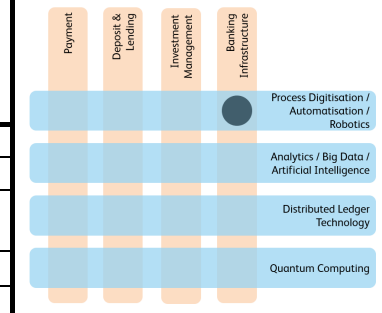 Payment
Deposit &
Lending
Investment
Management
Banking
Infrastructure
Process Digitisation /
Automatisation /
Robotics
Analytics / Big Data /
Artificial Intelligence
Distributed Ledger
Technology
Quantum Computing